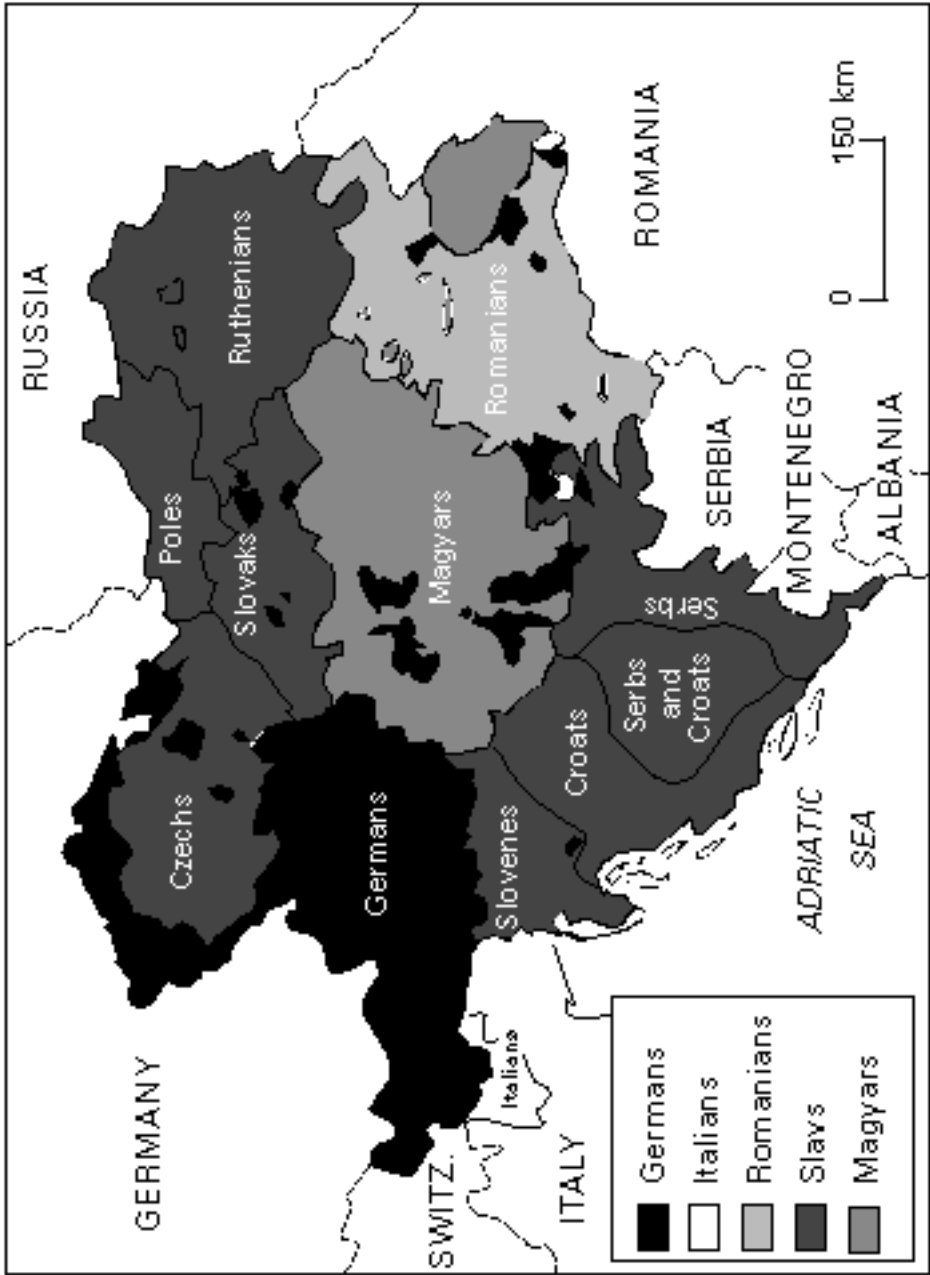 RUSSIA
GERMANY
Poles
Czechs
Ruthenians
Slovaks
Germans
Magyars
Romanians
SWITZ.
Italians
ITALY
Slovenes
Croats
Serbs
and
Croats
Serbs
ROMANIA
SERBIA
MONTENEGRO
ALBANIA
ADRIATIC
SEA
0 150 km
Germans
Italians
Romanians
Slavs
Magyars